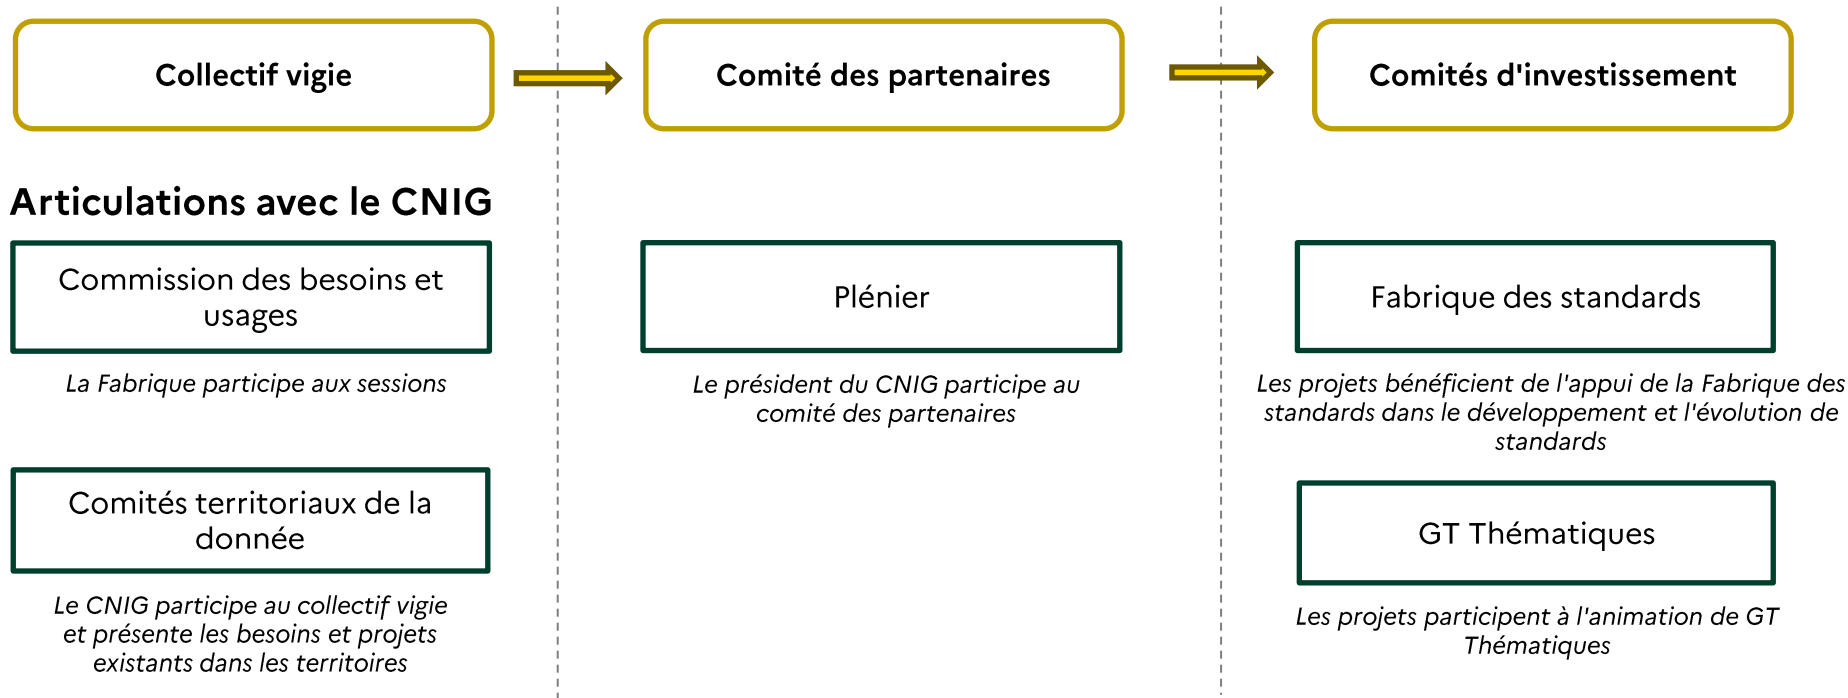 Collectif vigie
Comité des partenaires
Comités d'investissement
Articulations avec le CNIG
Commission des besoins et
usages
La Fabrique participe aux sessions
Comités territoriaux de la
donnée
Le CNIG participe au collectif vigie
et présente les besoins et projets
existants dans les territoires
Plénier
Le président du CNIG participe au
comité des partenaires
Fabrique des standards
Les projets bénéficient de l'appui de la Fabrique des
standards dans le développement et l'évolution de
standards
GT Thématiques
Les projets participent à l'animation de GT
Thématiques